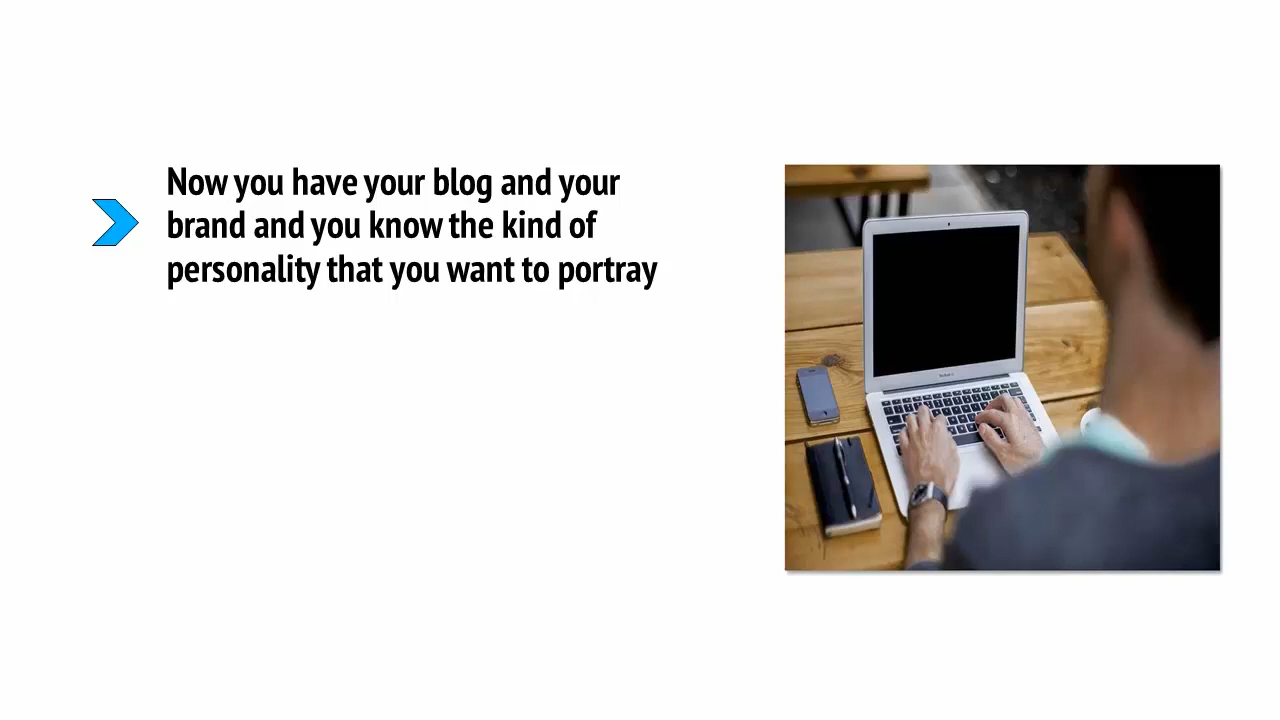 Now you have your blog and your
brand and you know the kind of
personality that you want to portray